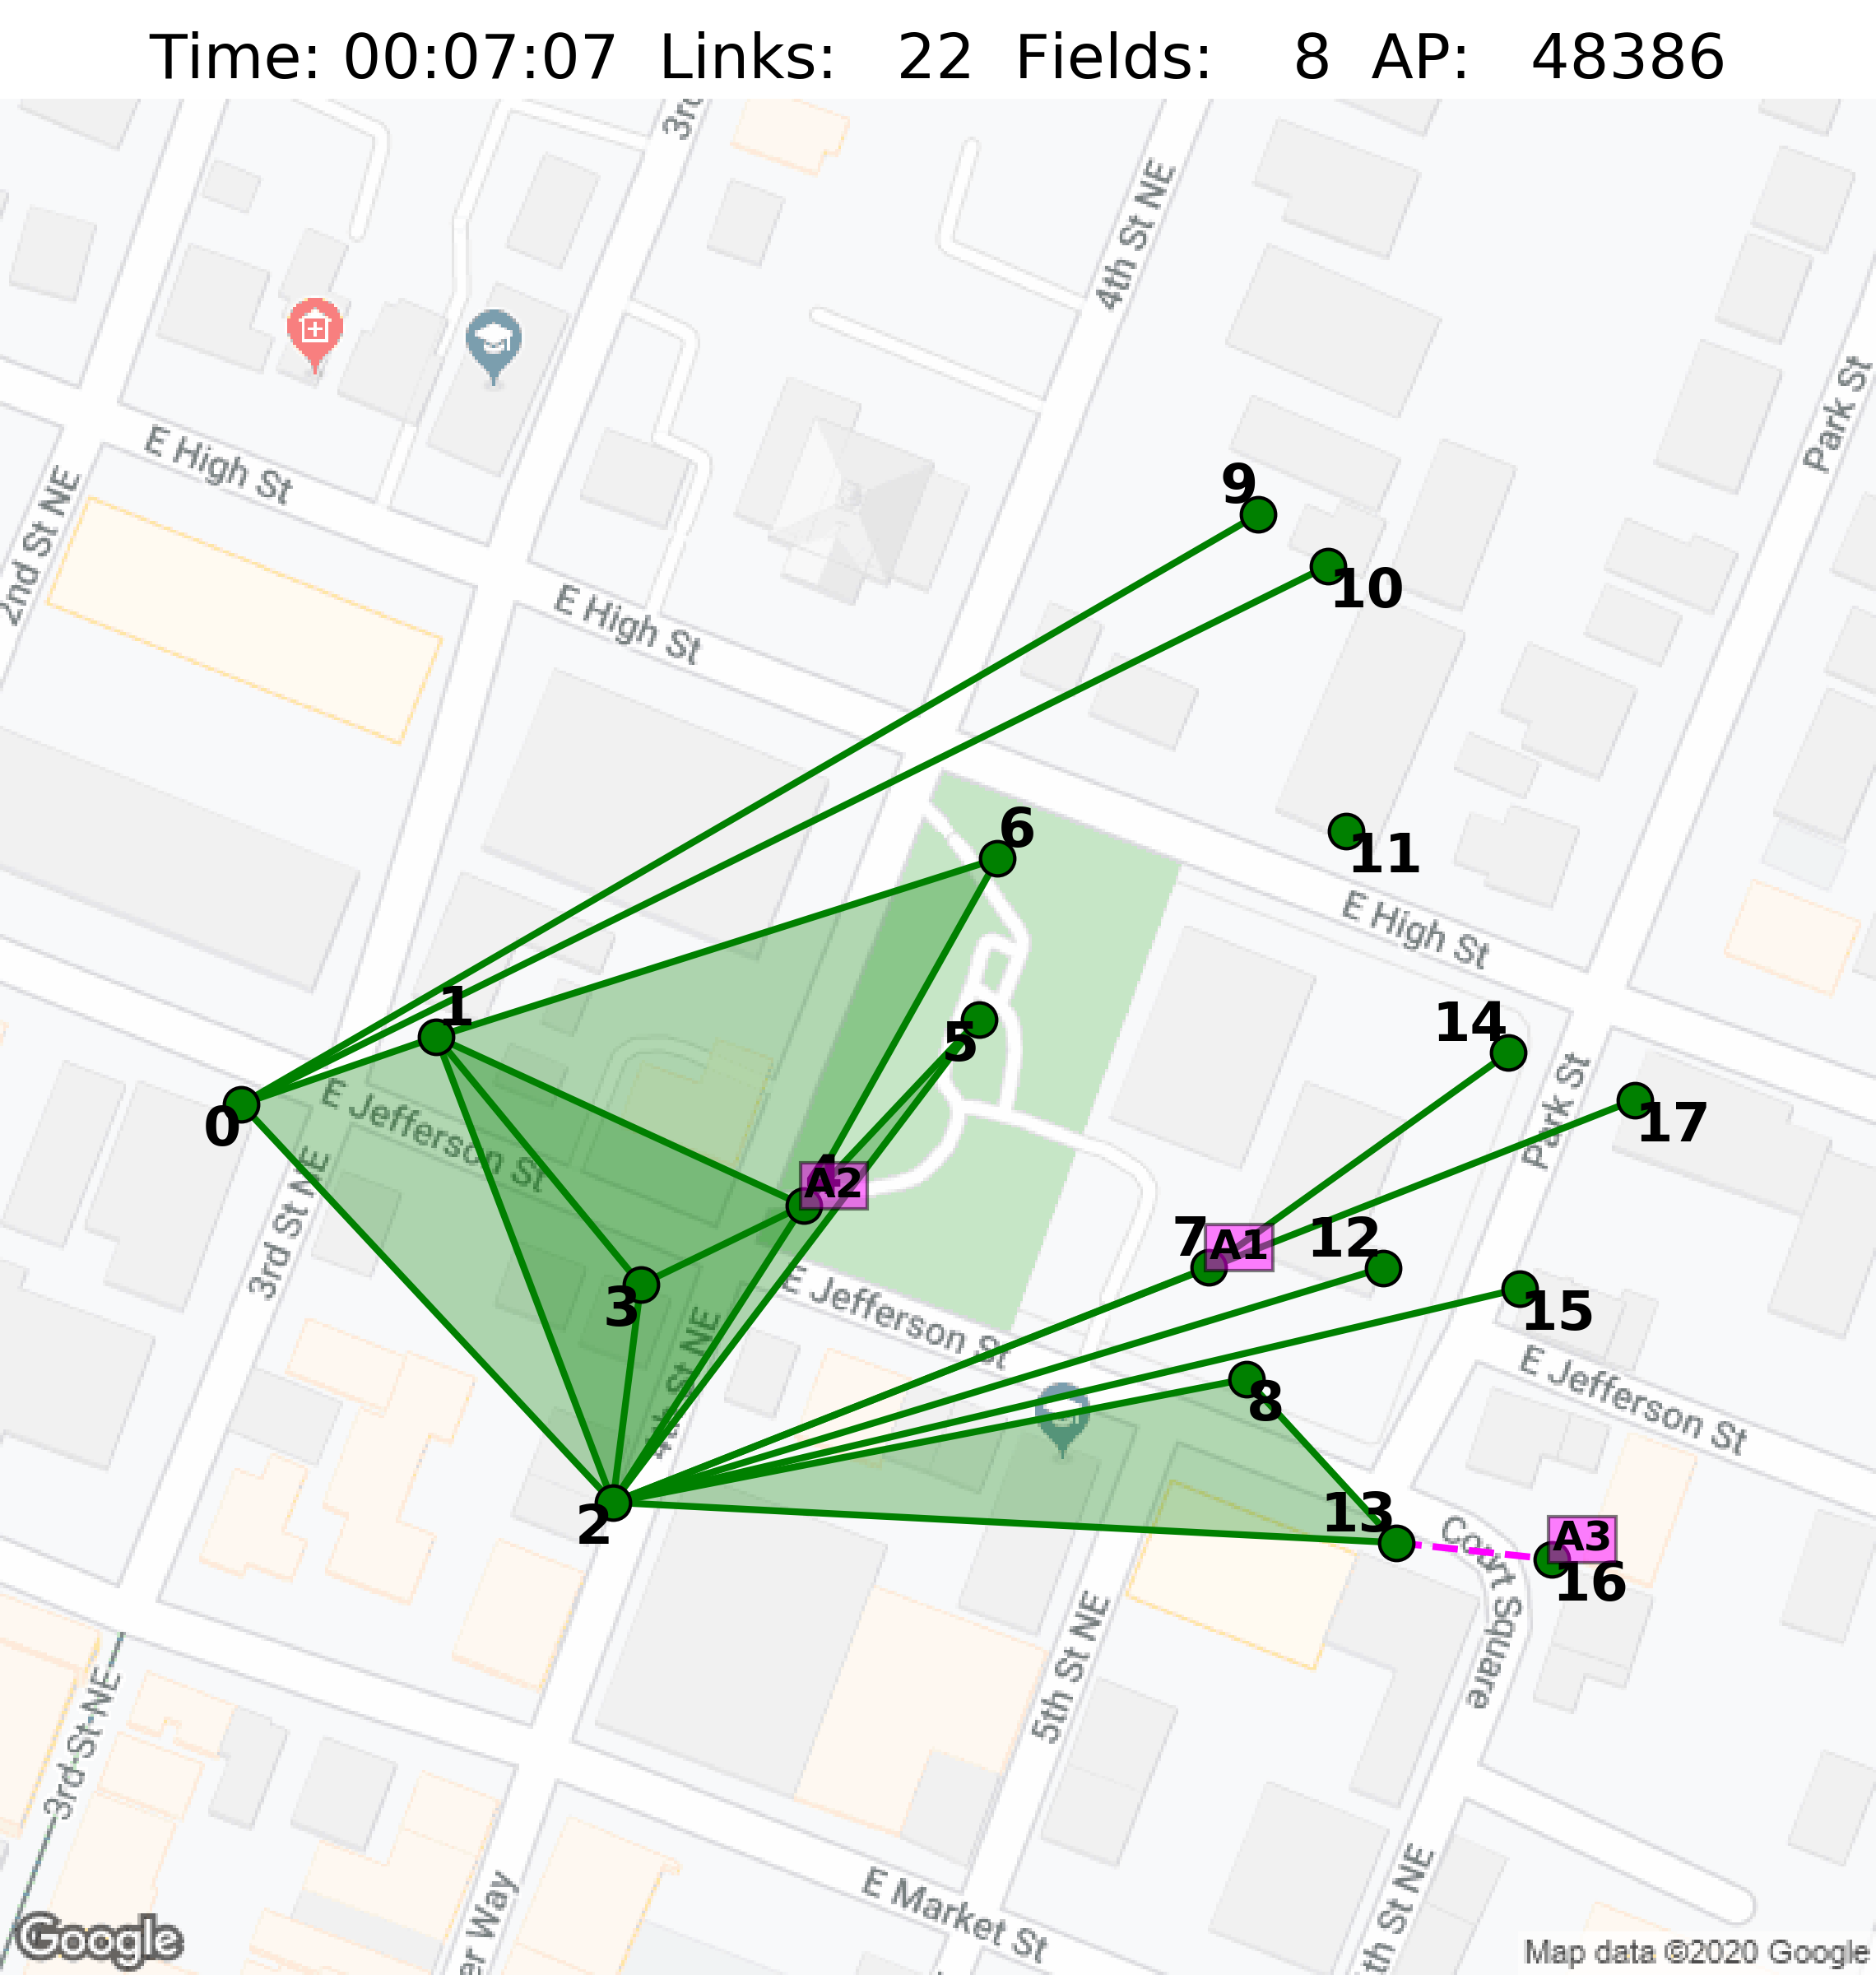 Time: 00:07:07 Links: 22 Fields: 8 AP: 48386
3rd
4th St NE
Park St
E High St
2nd St NE
9
10
E High St
6
11
E High St
1
14
5
0
E Jefferson St
Park St
17
3rd St NE
4
A2
7
A1
12
3
E Jefferson St
15
4th St NE
E Jefferson St
8
2
13
Court Square
A3
16
5th St NE
3rd St NE
E Market St
er Way
th St NE
Google
Map data ©2020 Google